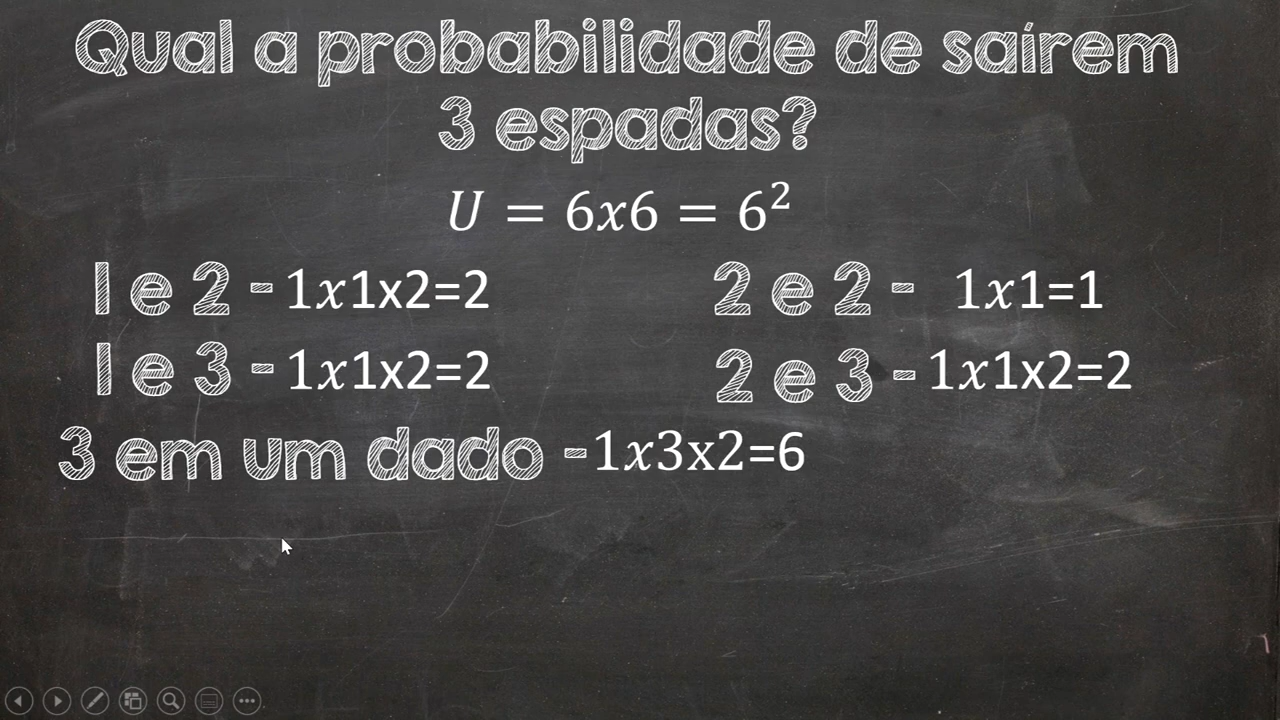 Qual a probabilidade de saírem
3 espadas?
U = 6x6 = 6²
1 e 2 - 1x1x2=2
2 e 2 - 1x1=1
1 e 3 - 1x1x2=2
2 e 3 - 1x1x2=2
3 em um dado - 1x3x2=6